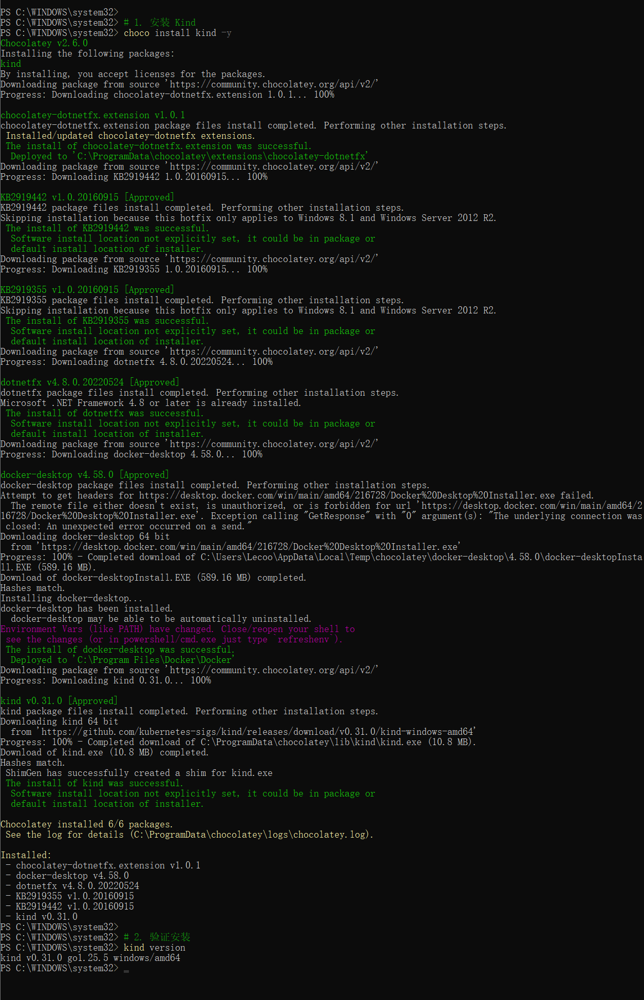 PS C:\WINDOWS\system32>
PS C:\WINDOWS\system32> # 1. 安装 Kind
PS C:\WINDOWS\system32> choco install kind -y
Chocolatey v2.6.0
Installing the following packages:
kind
By installing, you accept licenses for the packages.
Downloading package from source 'https://community.chocolatey.org/api/v2/'
Progress: Downloading chocolatey-dotnetfx.extension 1.0.1... 100%

chocolatey-dotnetfx.extension v1.0.1
chocolatey-dotnetfx.extension package files install completed. Performing other installation steps.
 Installed/updated chocolatey-dotnetfx extensions.
 The install of chocolatey-dotnetfx.extension was successful.
  Deployed to 'C:\ProgramData\chocolatey\extensions\chocolatey-dotnetfx'
Downloading package from source 'https://community.chocolatey.org/api/v2/'
Progress: Downloading KB2919442 1.0.20160915... 100%

KB2919442 v1.0.20160915 [Approved]
KB2919442 package files install completed. Performing other installation steps.
Skipping installation because this hotfix only applies to Windows 8.1 and Windows Server 2012 R2.
 The install of KB2919442 was successful.
  Software install location not explicitly set, it could be in package or
  default install location of installer.
Downloading package from source 'https://community.chocolatey.org/api/v2/'
Progress: Downloading KB2919355 1.0.20160915... 100%

KB2919355 v1.0.20160915 [Approved]
KB2919355 package files install completed. Performing other installation steps.
Skipping installation because this hotfix only applies to Windows 8.1 and Windows Server 2012 R2.
 The install of KB2919355 was successful.
  Software install location not explicitly set, it could be in package or
  default install location of installer.
Downloading package from source 'https://community.chocolatey.org/api/v2/'
Progress: Downloading dotnetfx 4.8.0.20220524... 100%

dotnetfx v4.8.0.20220524 [Approved]
dotnetfx package files install completed. Performing other installation steps.
Microsoft .NET Framework 4.8 or later is already installed.
 The install of dotnetfx was successful.
  Software install location not explicitly set, it could be in package or
  default install location of installer.
Downloading package from source 'https://community.chocolatey.org/api/v2/'
Progress: Downloading docker-desktop 4.58.0... 100%

docker-desktop v4.58.0 [Approved]
docker-desktop package files install completed. Performing other installation steps.
Attempt to get headers for https://desktop.docker.com/win/main/amd64/216728/Docker%20Desktop%20Installer.exe failed.
  The remote file either doesn't exist, is unauthorized, or is forbidden for url 'https://desktop.docker.com/win/main/amd64/2
16728/Docker%20Desktop%20Installer.exe'. Exception calling "GetResponse" with "0" argument(s): "The underlying connection was
 closed: An unexpected error occurred on a send."
Downloading docker-desktop 64 bit
  from 'https://desktop.docker.com/win/main/amd64/216728/Docker%20Desktop%20Installer.exe'
Progress: 100% - Completed download of C:\Users\Lecoo\AppData\Local\Temp\chocolatey\docker-desktop\4.58.0\docker-desktopInsta
ll.EXE (589.16 MB).
Download of docker-desktopInstall.EXE (589.16 MB) completed.
Hashes match.
Installing docker-desktop...
docker-desktop has been installed.
  docker-desktop may be able to be automatically uninstalled.
Environment Vars (like PATH) have changed. Close/reopen your shell to
 see the changes (or in powershell/cmd.exe just type `refreshenv`).
 The install of docker-desktop was successful.
  Deployed to 'C:\Program Files\Docker\Docker'
Downloading package from source 'https://community.chocolatey.org/api/v2/'
Progress: Downloading kind 0.31.0... 100%

kind v0.31.0 [Approved]
kind package files install completed. Performing other installation steps.
Downloading kind 64 bit
  from 'https://github.com/kubernetes-sigs/kind/releases/download/v0.31.0/kind-windows-amd64'
Progress: 100% - Completed download of C:\ProgramData\chocolatey\lib\kind\kind.exe (10.8 MB).
Download of kind.exe (10.8 MB) completed.
Hashes match.
 ShimGen has successfully created a shim for kind.exe
 The install of kind was successful.
  Software install location not explicitly set, it could be in package or
  default install location of installer.

Chocolatey installed 6/6 packages.
 See the log for details (C:\ProgramData\chocolatey\logs\chocolatey.log).

Installed:
 - chocolatey-dotnetfx.extension v1.0.1
 - docker-desktop v4.58.0
 - dotnetfx v4.8.0.20220524
 - KB2919355 v1.0.20160915
 - KB2919442 v1.0.20160915
 - kind v0.31.0
PS C:\WINDOWS\system32>
PS C:\WINDOWS\system32> # 2. 验证安装
PS C:\WINDOWS\system32> kind version
kind v0.31.0 go1.25.5 windows/amd64
PS C:\WINDOWS\system32> _